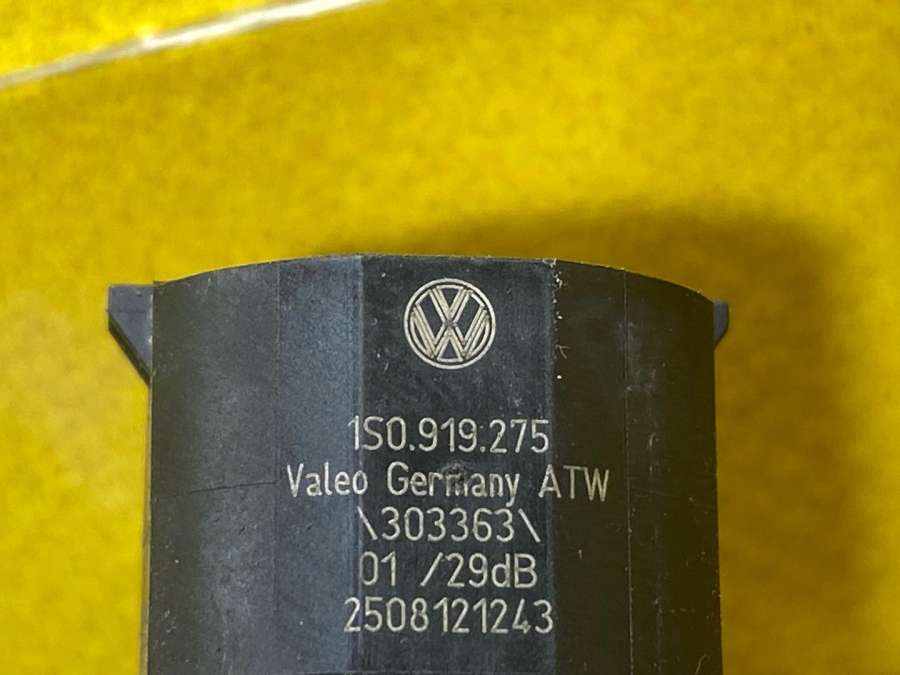 1S0.919.275
Valeo Germany ATW
\303363\
01 /29dB
2508121243